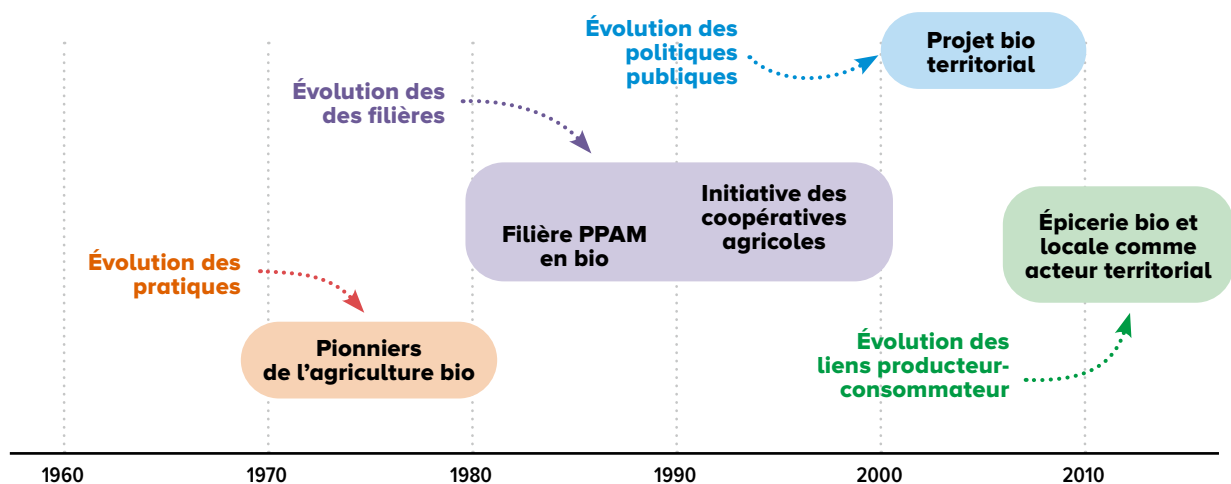 Évolution des
politiques
publiques
Projet bio
territorial
Évolution des
des filières
Filière PPAM
en bio
Initiative des
coopératives
agricoles
Épicerie bio et
locale comme
acteur territorial
Évolution des
pratiques
Pionniers
de l’agriculture bio
Évolution des
liens producteur-
consommateur
1960
1970
1980
1990
2000
2010